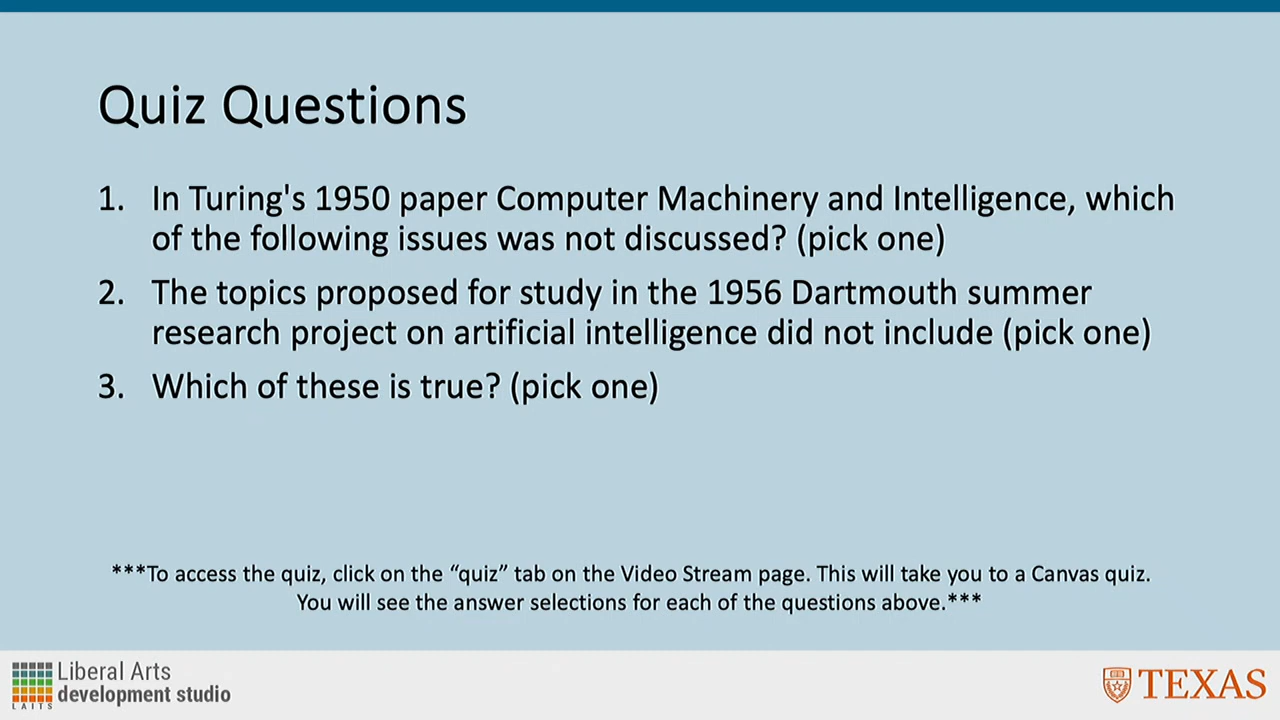 Quiz Questions
1. In Turing's 1950 paper Computer Machinery and Intelligence, which
of the following issues was not discussed? (pick one)
2. The topics proposed for study in the 1956 Dartmouth summer
research project on artificial intelligence did not include (pick one)
3. Which of these is true? (pick one)
***To access the quiz, click on the “quiz” tab on the Video Stream page. This will take you to a Canvas quiz.
You will see the answer selections for each of the questions above.***
Liberal Arts
development studio
LAITS
TEXAS